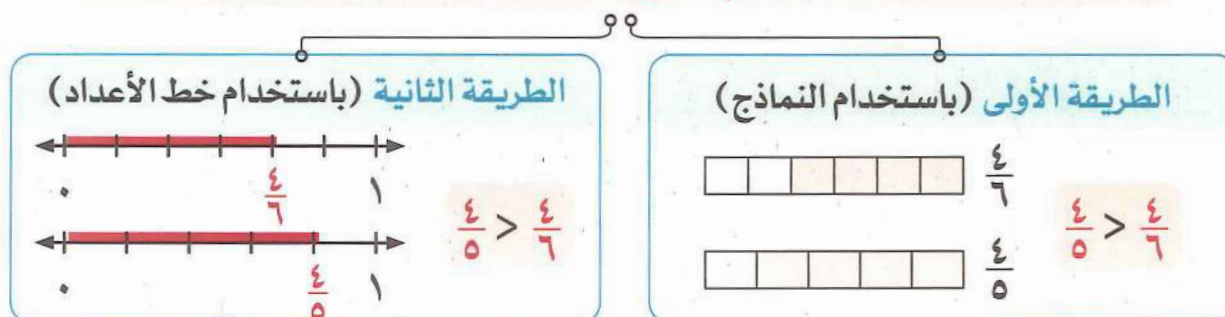 الطريقة الأولى (باستخدام النماذج)
٤/٦
٤/٦ > ٤/٥
٤/٥
الطريقة الثانية (باستخدام خط الأعداد)
٠ ٤/٦ ١
٤/٦ > ٤/٥
٠ ٤/٥ ١